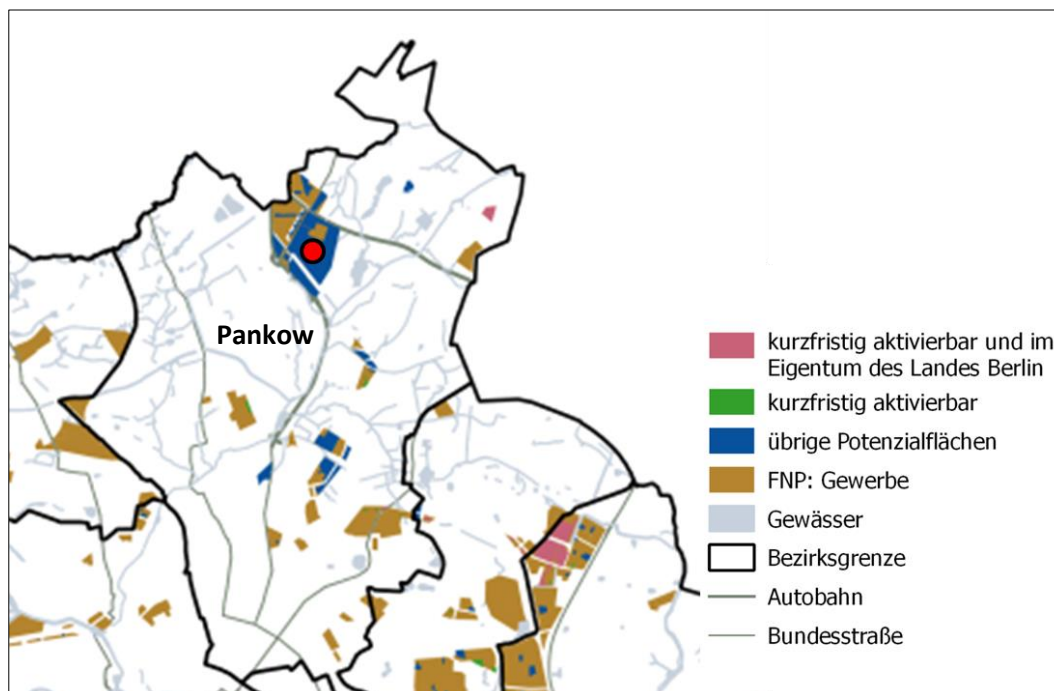 Pankow
kurzfristig aktivierbar und im
Eigentum des Landes Berlin
kurzfristig aktivierbar
übrige Potenzialflächen
FNP: Gewerbe
Gewässer
Bezirksgrenze
Autobahn
Bundesstraße